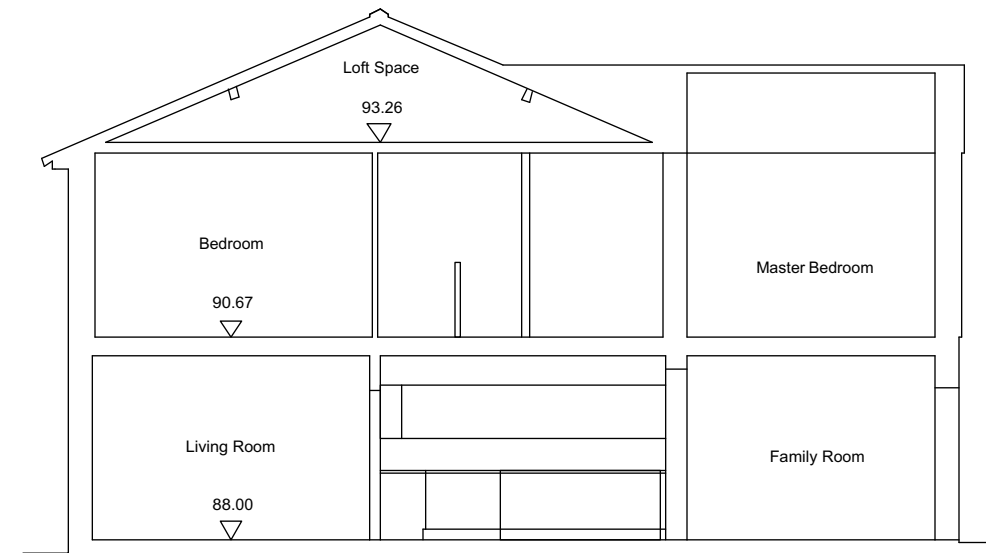 Loft Space
93.26
Bedroom
Master Bedroom
90.67
Living Room
Family Room
88.00